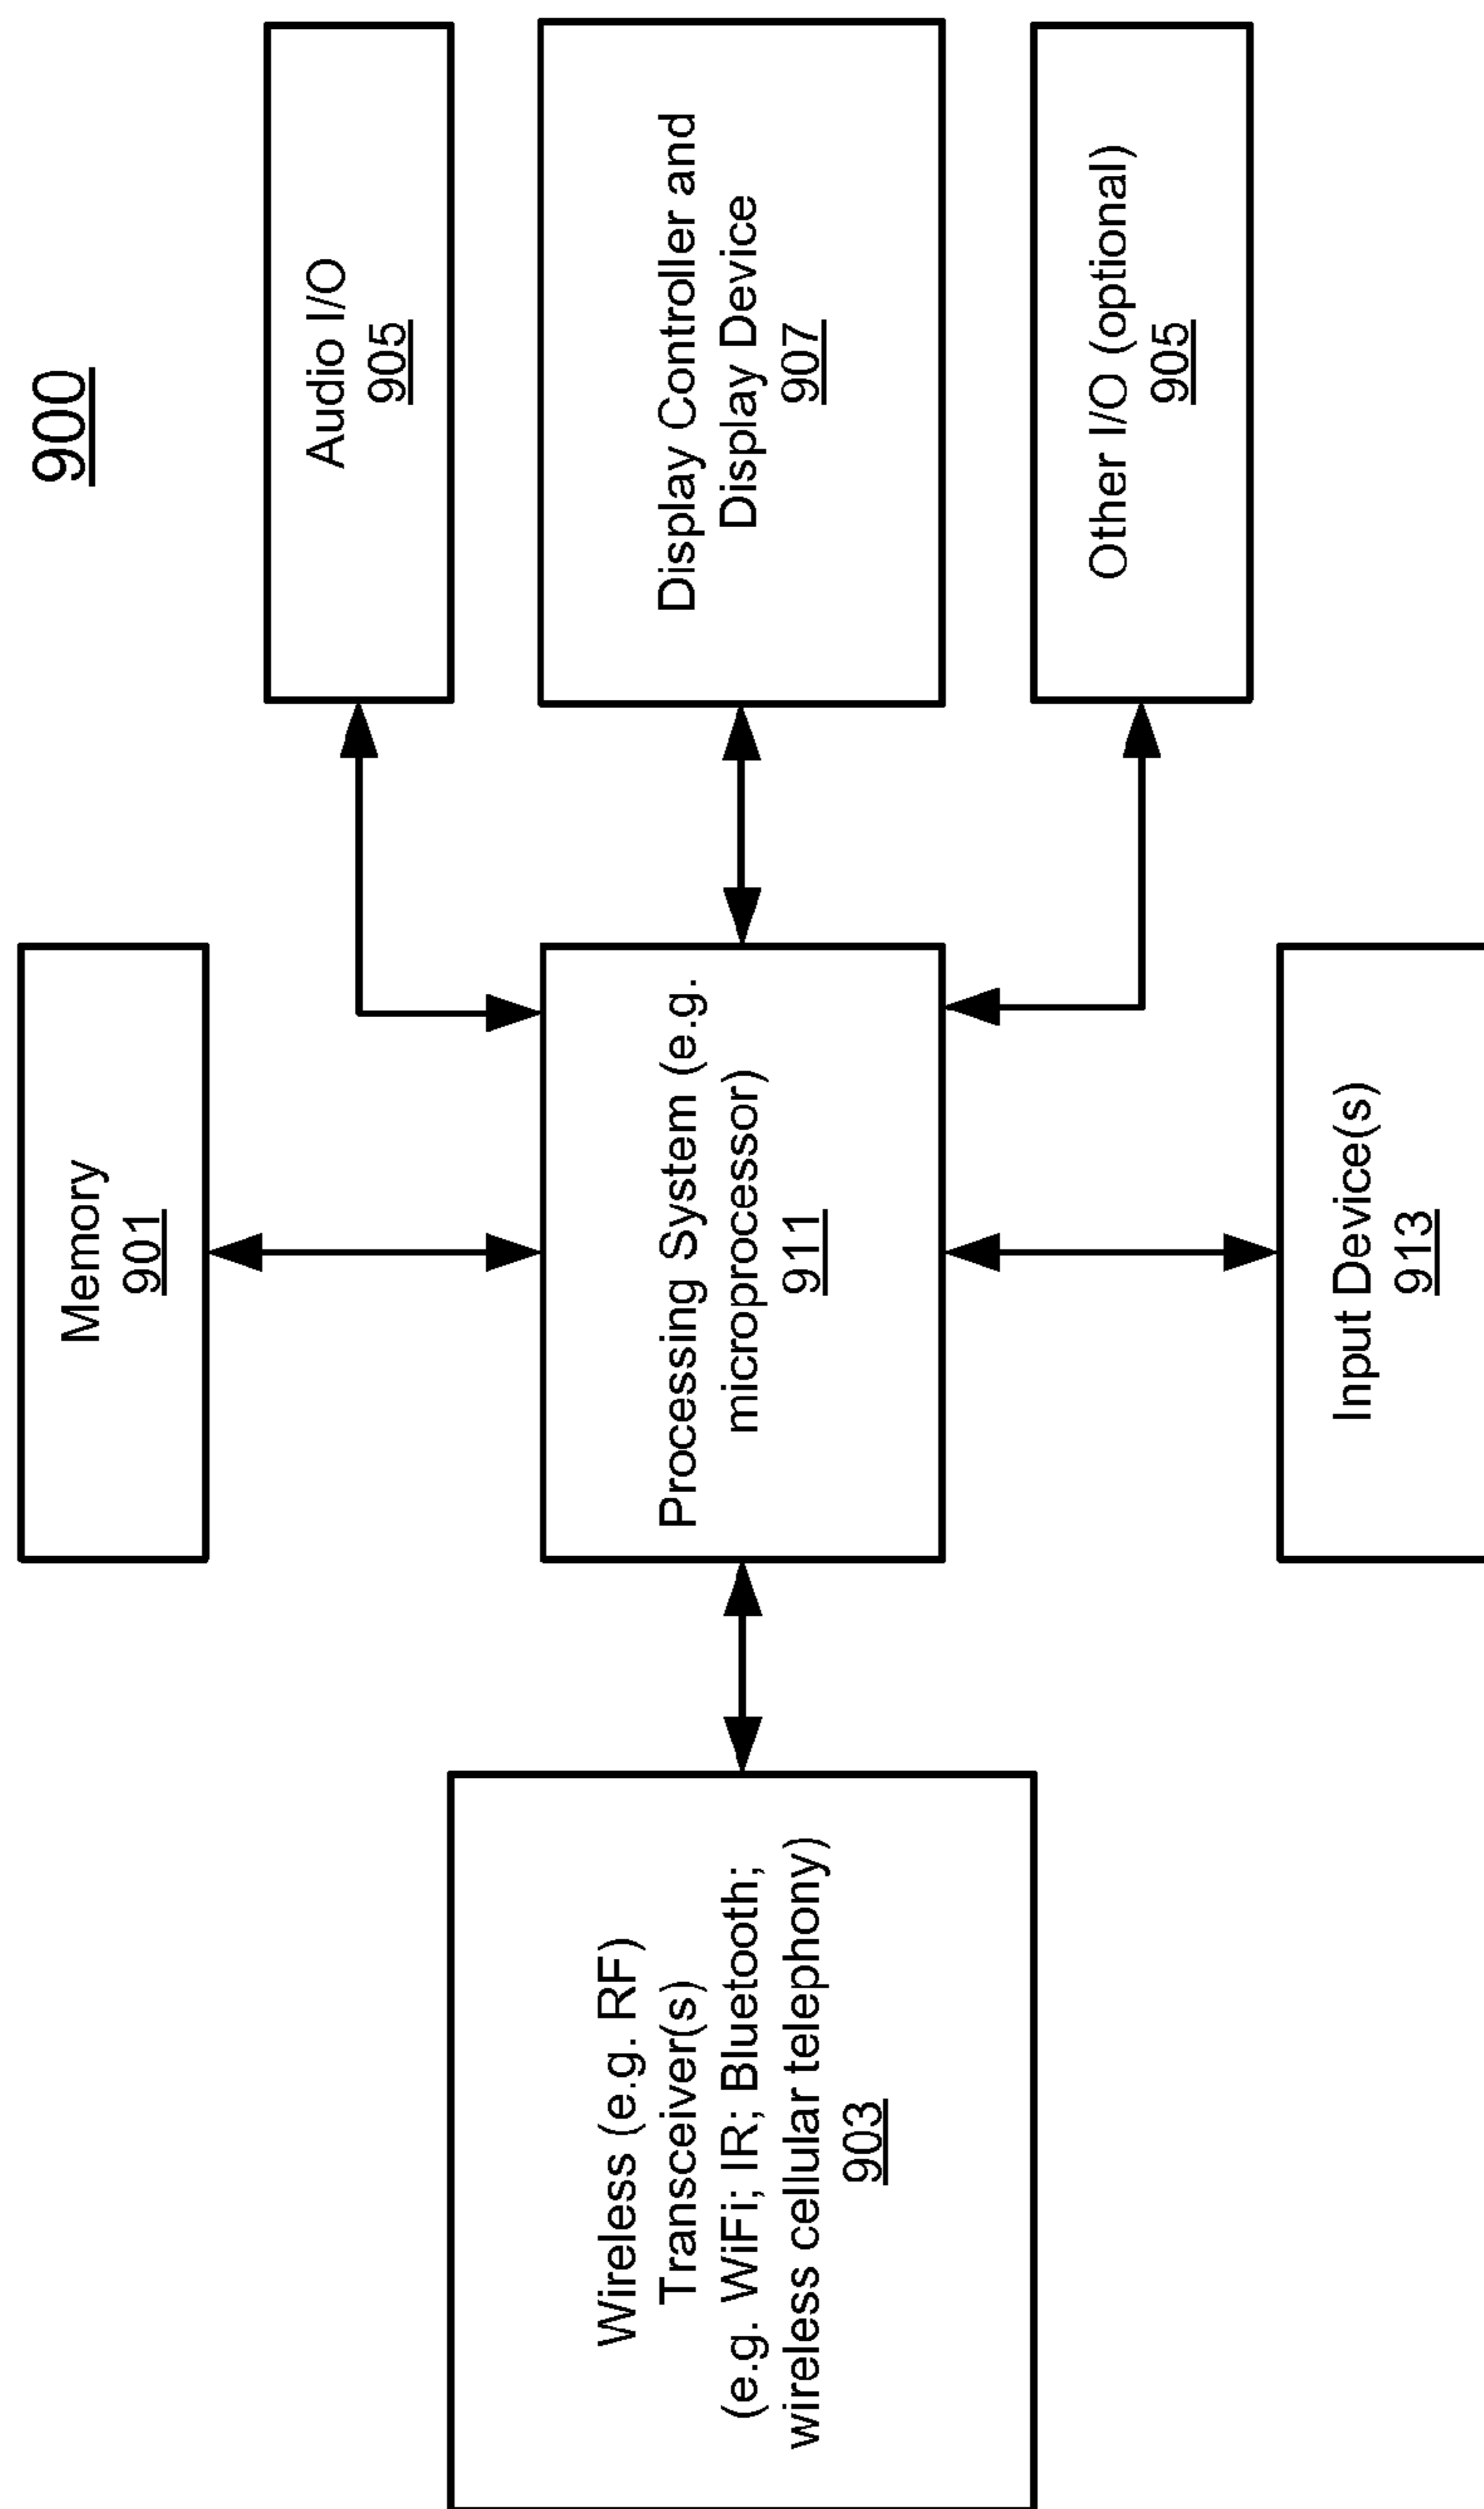 900
Memory
901
Audio I/O
905
Wireless (e.g. RF)
Transceiver(s)
(e.g. WiFi; IR; Bluetooth;
wireless cellular telephony)
903
Processing System (e.g.
microprocessor)
911
Display Controller and
Display Device
907
Other I/O (optional)
905
Input Device(s)
913